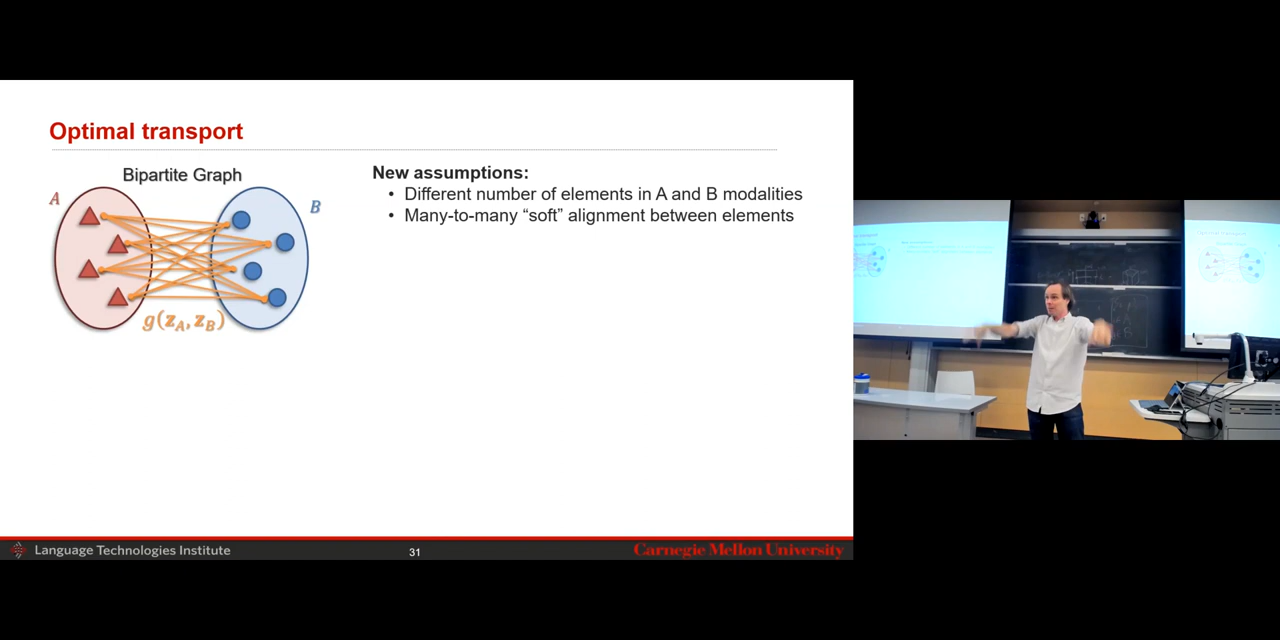 Optimal transport
Bipartite Graph
A
B
g(z_A, z_B)
New assumptions:
• Different number of elements in A and B modalities
• Many-to-many “soft” alignment between elements
Language Technologies Institute
31
Carnegie Mellon University